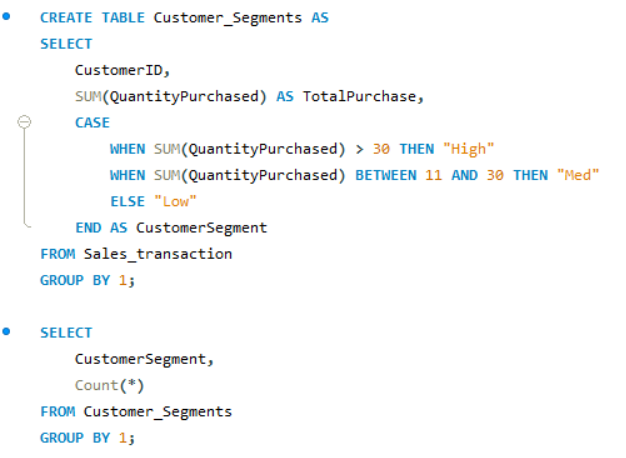 CREATE TABLE Customer_Segments AS
SELECT
CustomerID,
SUM(QuantityPurchased) AS TotalPurchase,
CASE
WHEN SUM(QuantityPurchased) > 30 THEN "High"
WHEN SUM(QuantityPurchased) BETWEEN 11 AND 30 THEN "Med"
ELSE "Low"
END AS CustomerSegment
FROM Sales_transaction
GROUP BY 1;
SELECT
CustomerSegment,
Count(*)
FROM Customer_Segments
GROUP BY 1;